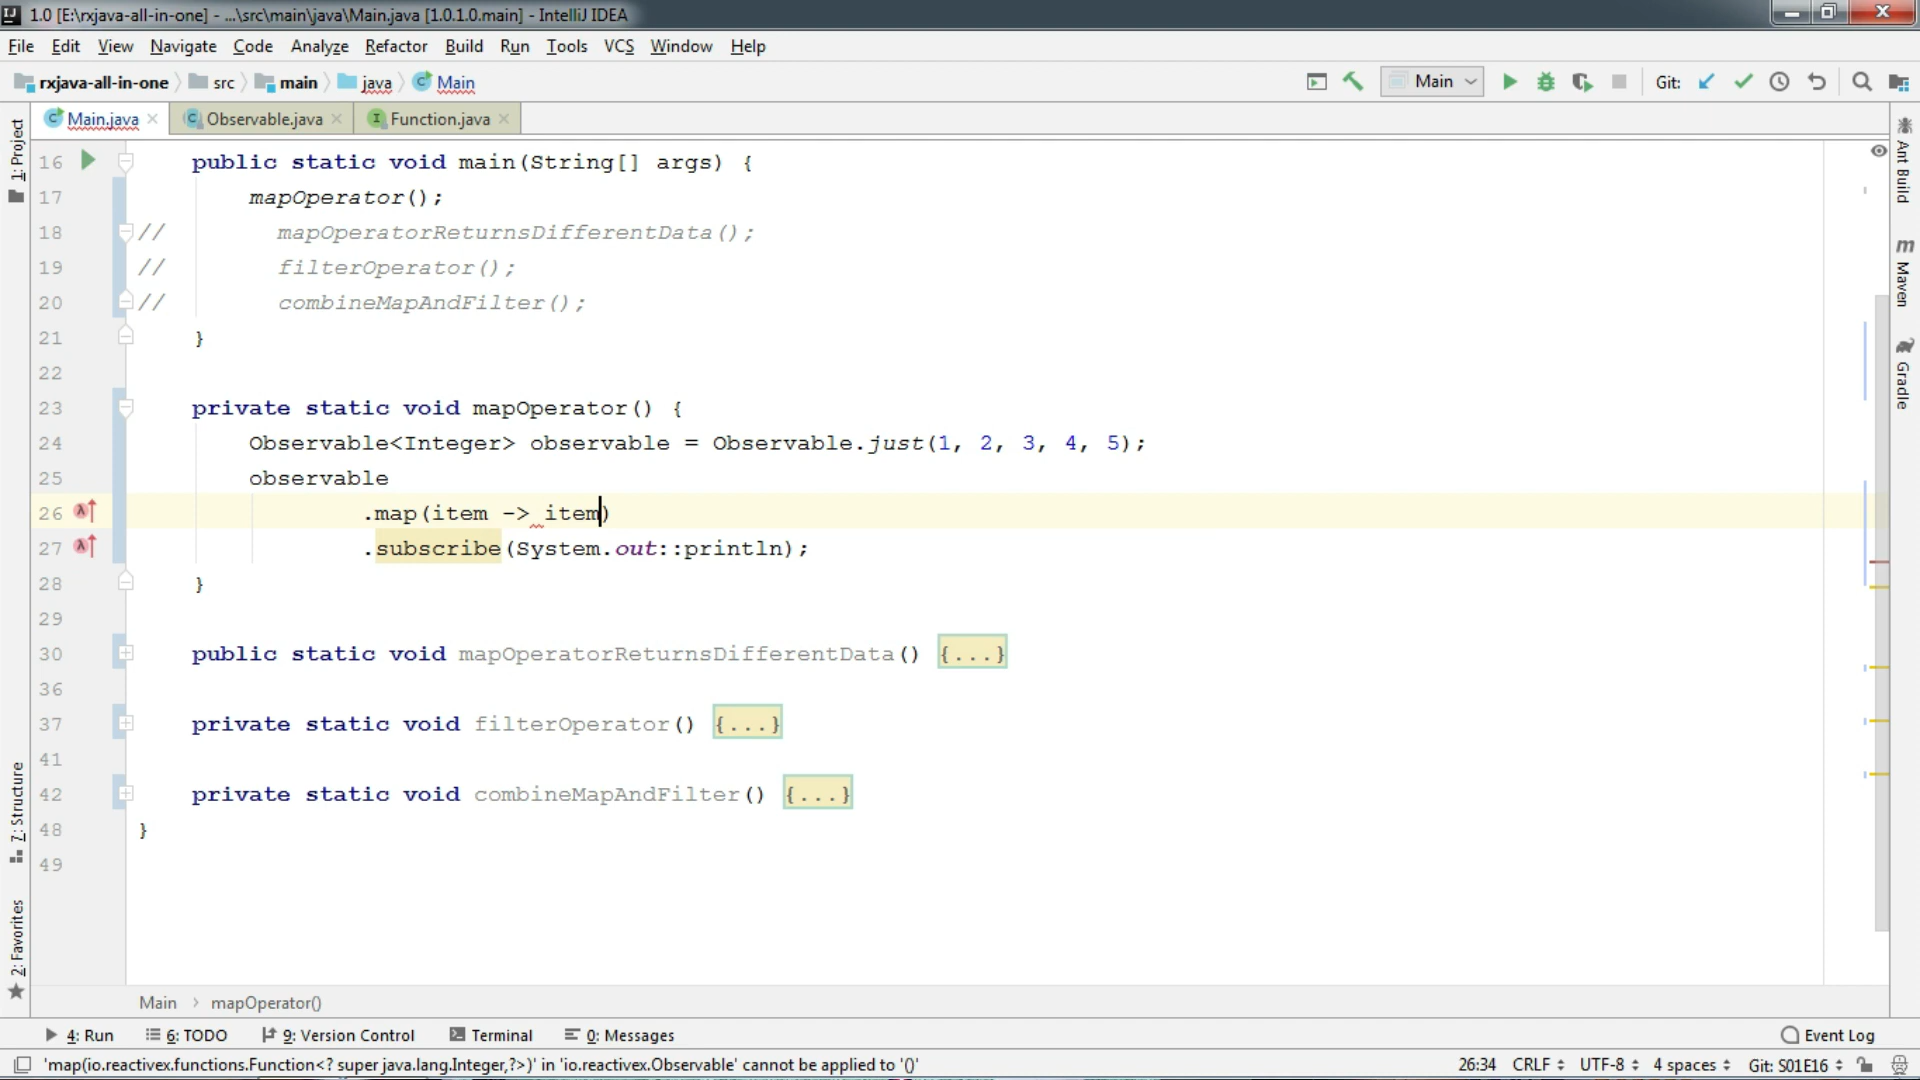 1.0 [E:\rxjava-all-in-one] - ...\src\main\java\Main.java [1.0.1.0.main] - IntelliJ IDEA
File Edit View Navigate Code Analyze Refactor Build Run Tools VCS Window Help
rxjava-all-in-one src main java Main Main Git:
Main.java Observable.java Function.java
16 public static void main(String[] args) {
17 mapOperator();
18 // mapOperatorReturnsDifferentData();
19 // filterOperator();
20 // combineMapAndFilter();
21 }
22
23 private static void mapOperator() {
24 Observable<Integer> observable = Observable.just(1, 2, 3, 4, 5);
25 observable
26 .map(item -> item)
27 .subscribe(System.out::println);
28 }
29
30 public static void mapOperatorReturnsDifferentData() {...}
36
37 private static void filterOperator() {...}
41
42 private static void combineMapAndFilter() {...}
48 }
49
1: Project
7: Structure
2: Favorites
Ant Build
Maven
Gradle
Main mapOperator()
4: Run 6: TODO 9: Version Control Terminal 0: Messages Event Log
'map(io.reactivex.functions.Function<? super java.lang.Integer,?>)' in 'io.reactivex.Observable' cannot be applied to '()' 26:34 CRLF UTF-8 4 spaces Git: S01E16